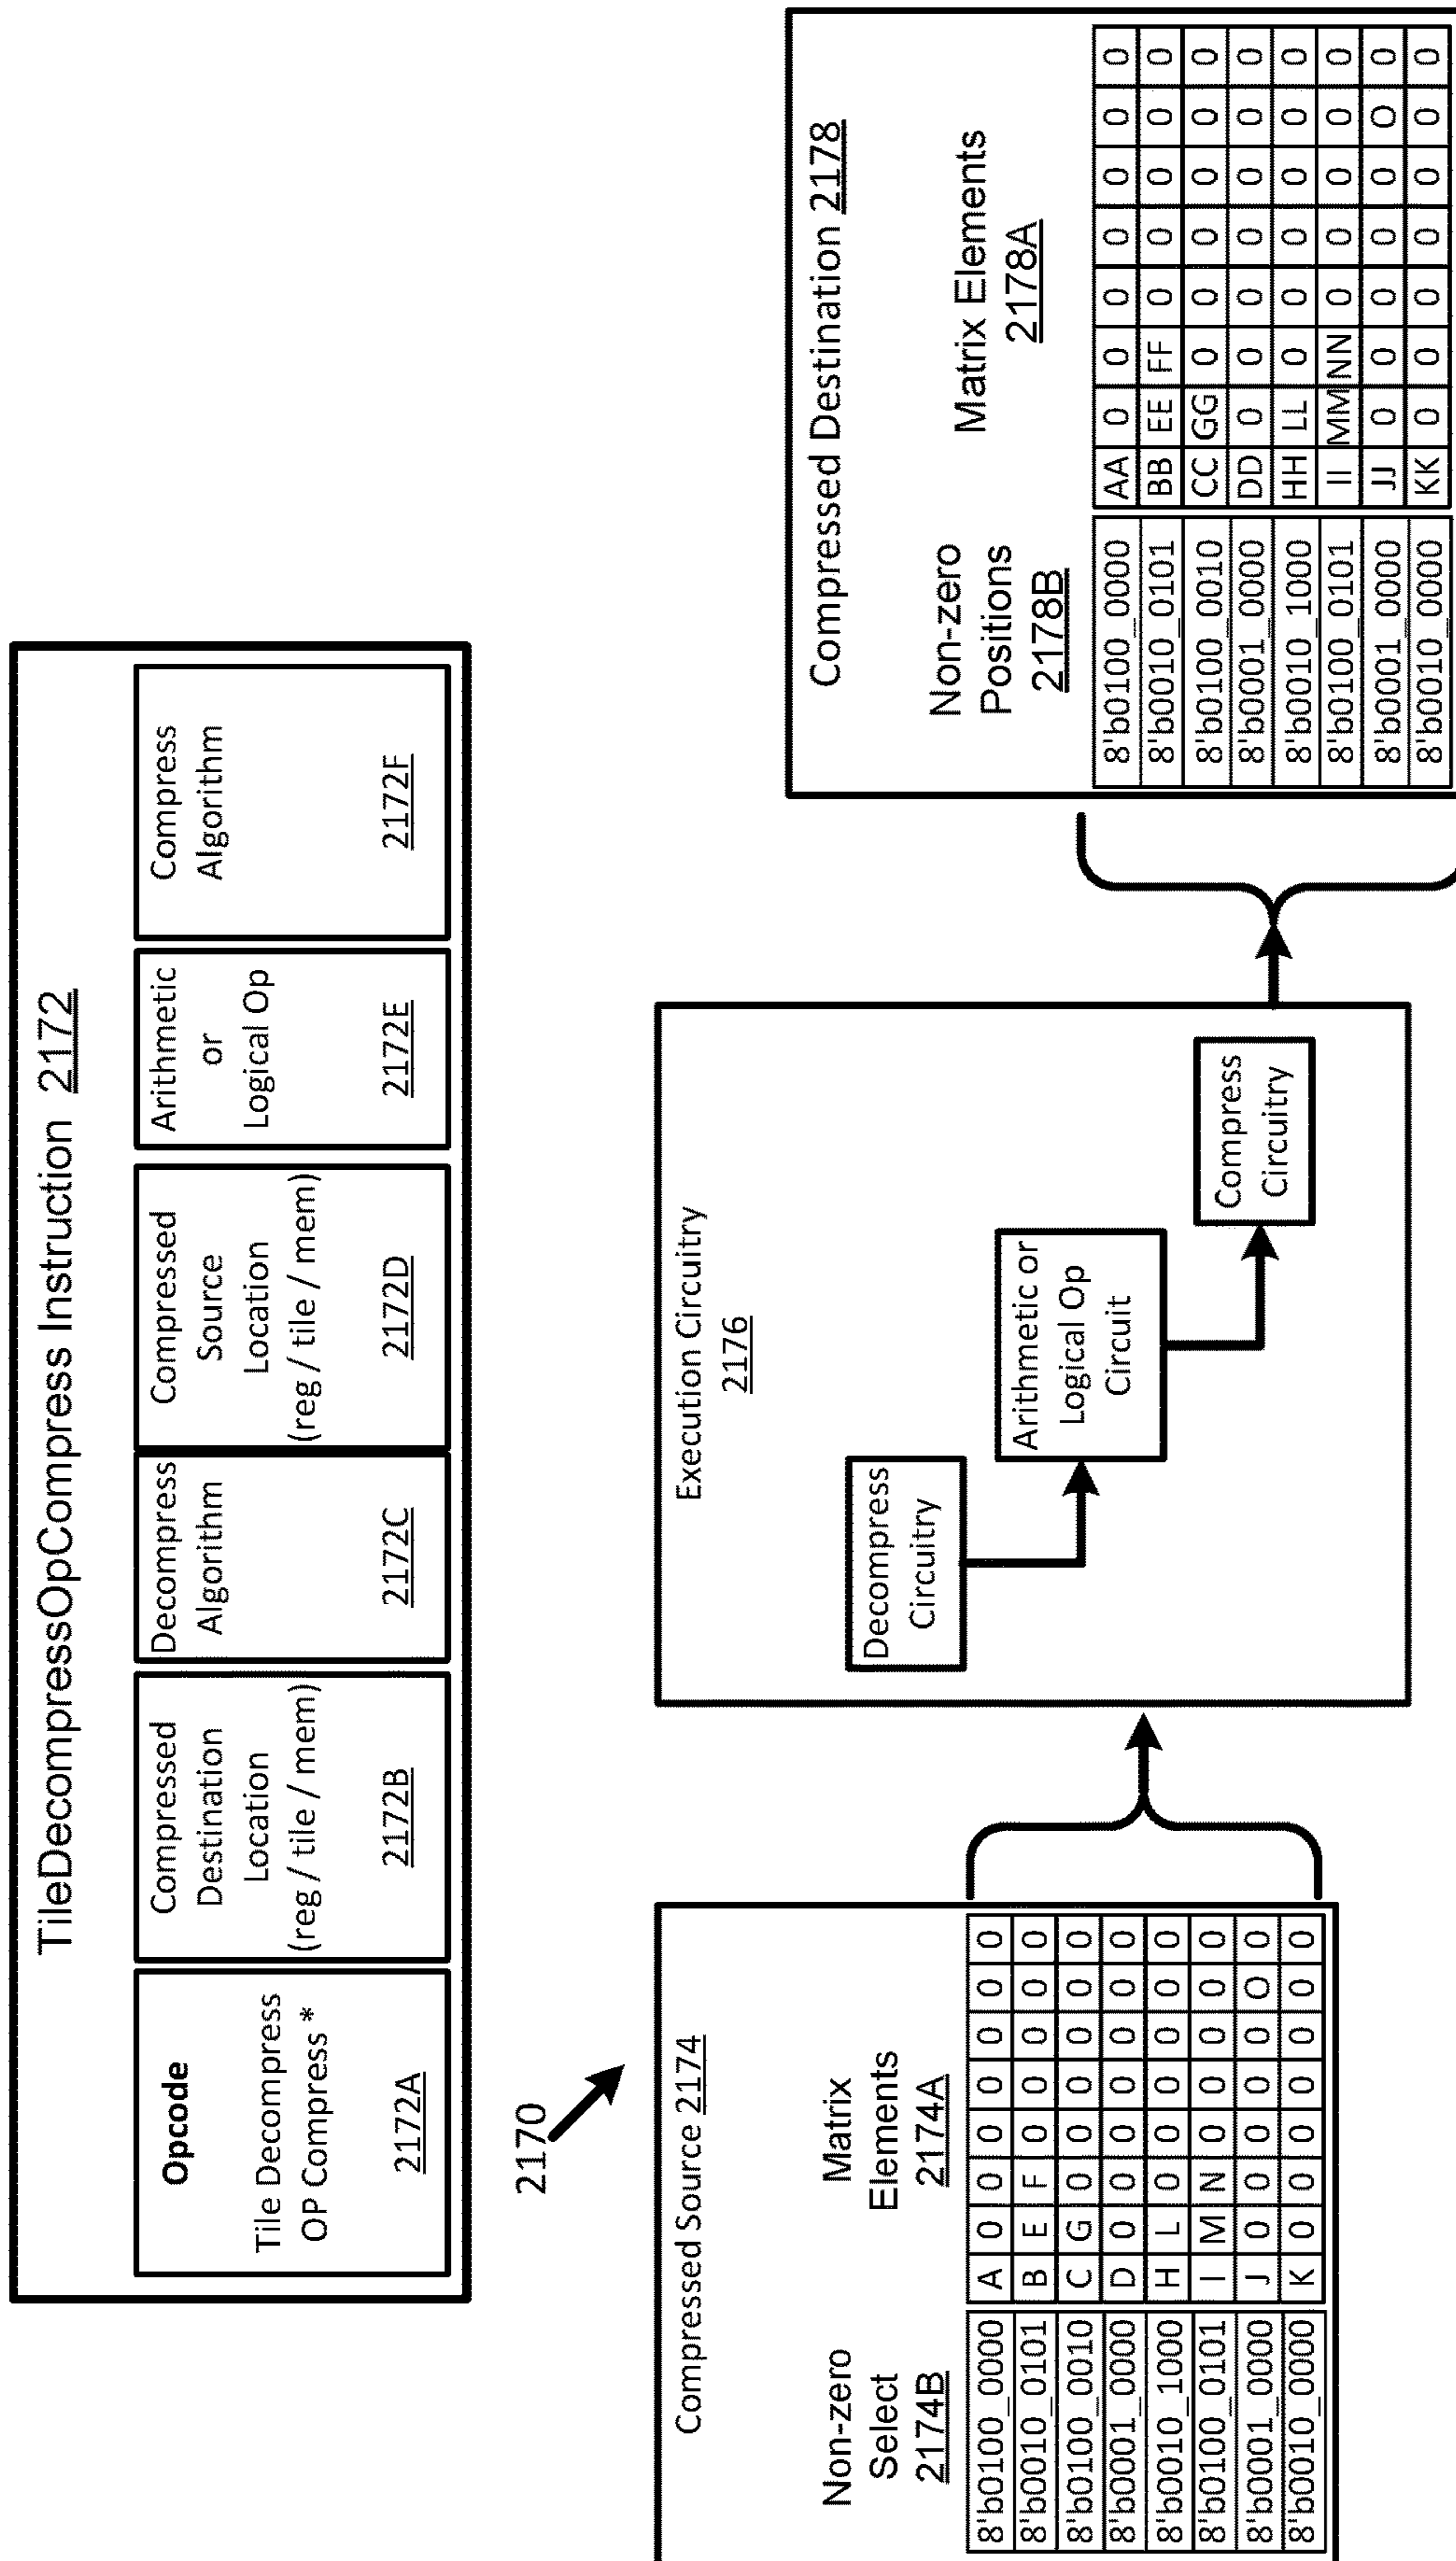 TileDecompressOpCompress Instruction 2172
Opcode
Tile Decompress
OP Compress *
2172A
Compressed
Destination
Location
(reg / tile / mem)
2172B
Decompress
Algorithm
2172C
Compressed
Source
Location
(reg / tile / mem)
2172D
Arithmetic
or
Logical Op
2172E
Compress
Algorithm
2172F
2170
Compressed Source 2174
Non-zero
Select
2174B
Matrix
Elements
2174A
8'b0100_0000 A 0 0 0 0 0 0 0
8'b0010_0101 B E F 0 0 0 0 0
8'b0100_0010 C G 0 0 0 0 0 0
8'b0001_0000 D 0 0 0 0 0 0 0
8'b0010_1000 H L 0 0 0 0 0 0
8'b0100_0101 I M N 0 0 0 0 0
8'b0001_0000 J 0 0 0 0 0 O 0
8'b0010_0000 K 0 0 0 0 0 0 0
Execution Circuitry
2176
Decompress
Circuitry
Arithmetic or
Logical Op
Circuit
Compress
Circuitry
Compressed Destination 2178
Non-zero
Positions
2178B
Matrix Elements
2178A
8'b0100_0000 AA 0 0 0 0 0 0 0
8'b0010_0101 BB EE FF 0 0 0 0 0
8'b0100_0010 CC GG 0 0 0 0 0 0
8'b0001_0000 DD 0 0 0 0 0 0 0
8'b0010_1000 HH LL 0 0 0 0 0 0
8'b0100_0101 II MM NN 0 0 0 0 0
8'b0001_0000 JJ 0 0 0 0 0 O 0
8'b0010_0000 KK 0 0 0 0 0 0 0